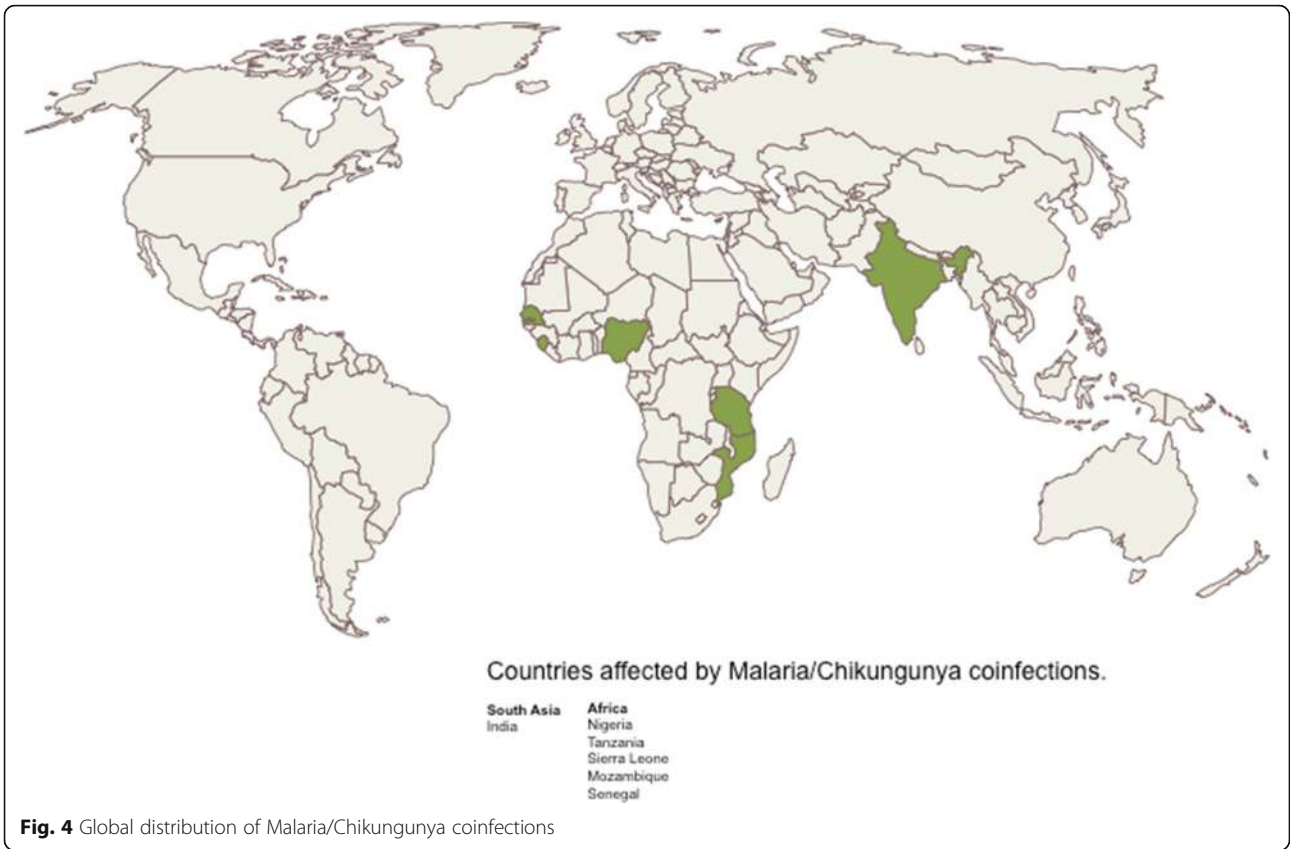 Countries affected by Malaria/Chikungunya coinfections.
South Asia
India
Africa
Nigeria
Tanzania
Sierra Leone
Mozambique
Senegal
Fig. 4 Global distribution of Malaria/Chikungunya coinfections